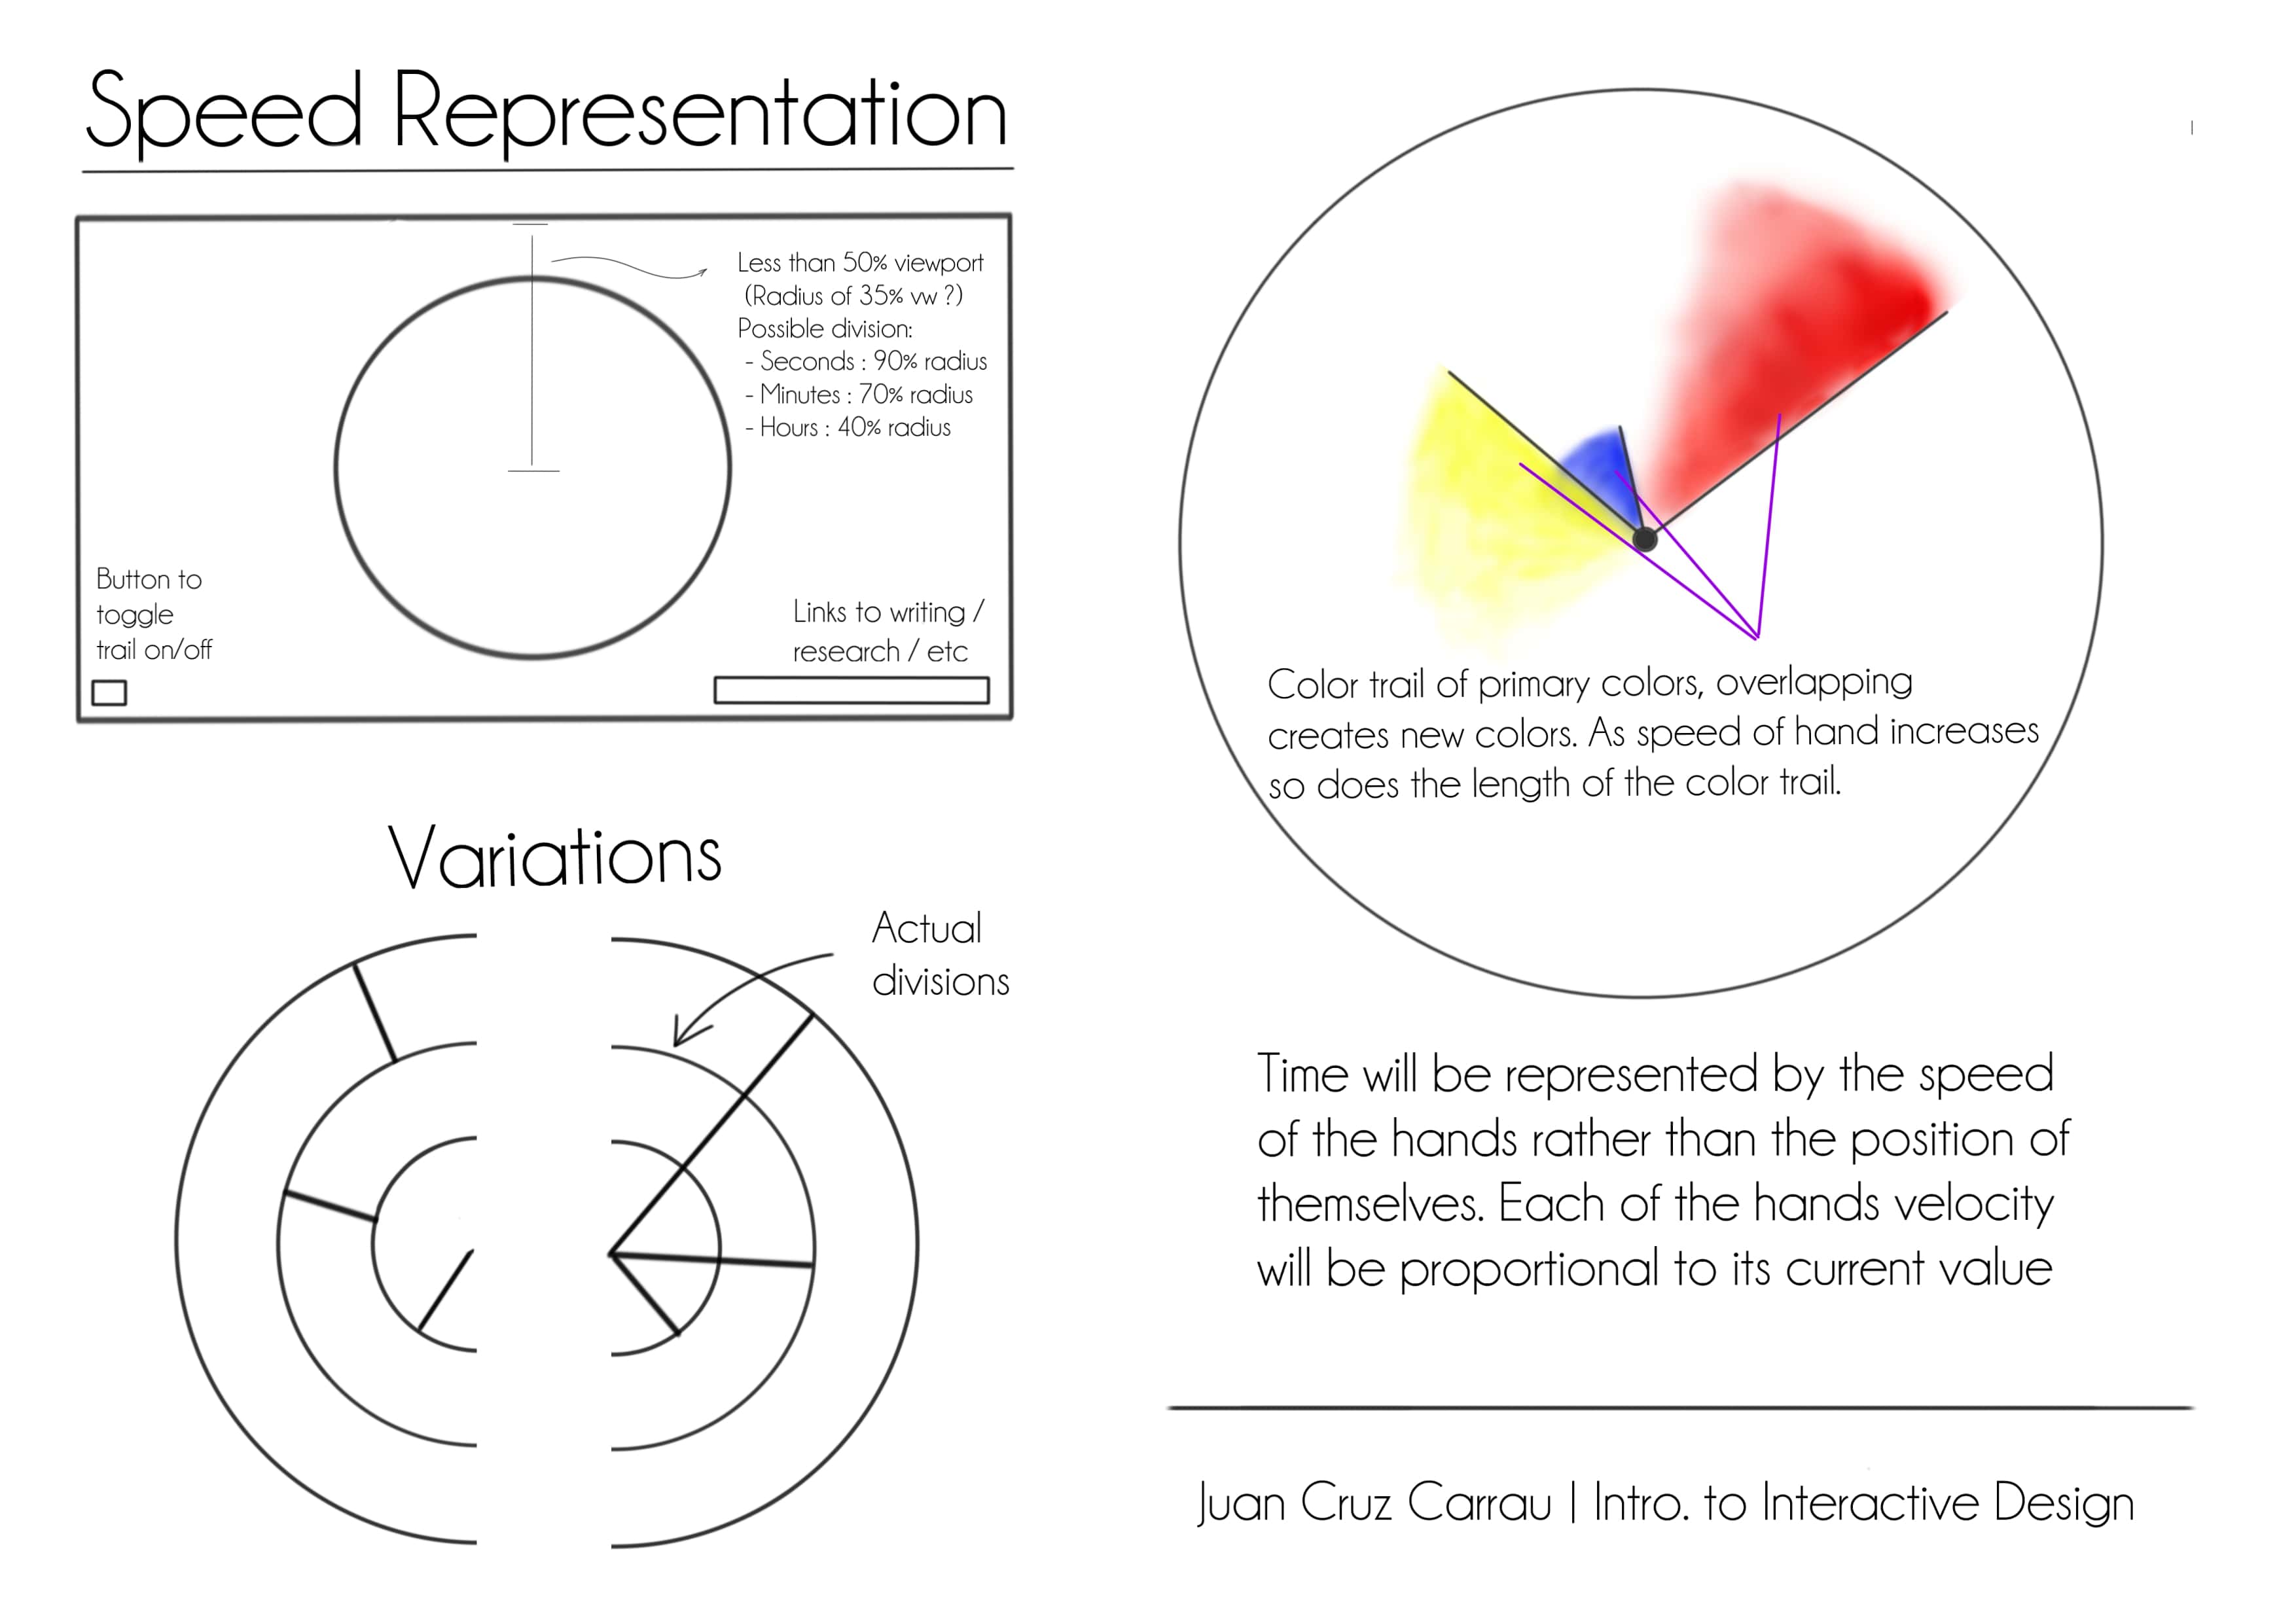 Speed Representation
Less than 50% viewport
(Radius of 35% vw ?)
Possible division:
- Seconds : 90% radius
- Minutes : 70% radius
- Hours : 40% radius
Button to
toggle
trail on/off
Links to writing /
research / etc
Variations
Actual
divisions
Color trail of primary colors, overlapping
creates new colors. As speed of hand increases
so does the length of the color trail.
Time will be represented by the speed
of the hands rather than the position of
themselves. Each of the hands velocity
will be proportional to its current value
Juan Cruz Carrau | Intro. to Interactive Design